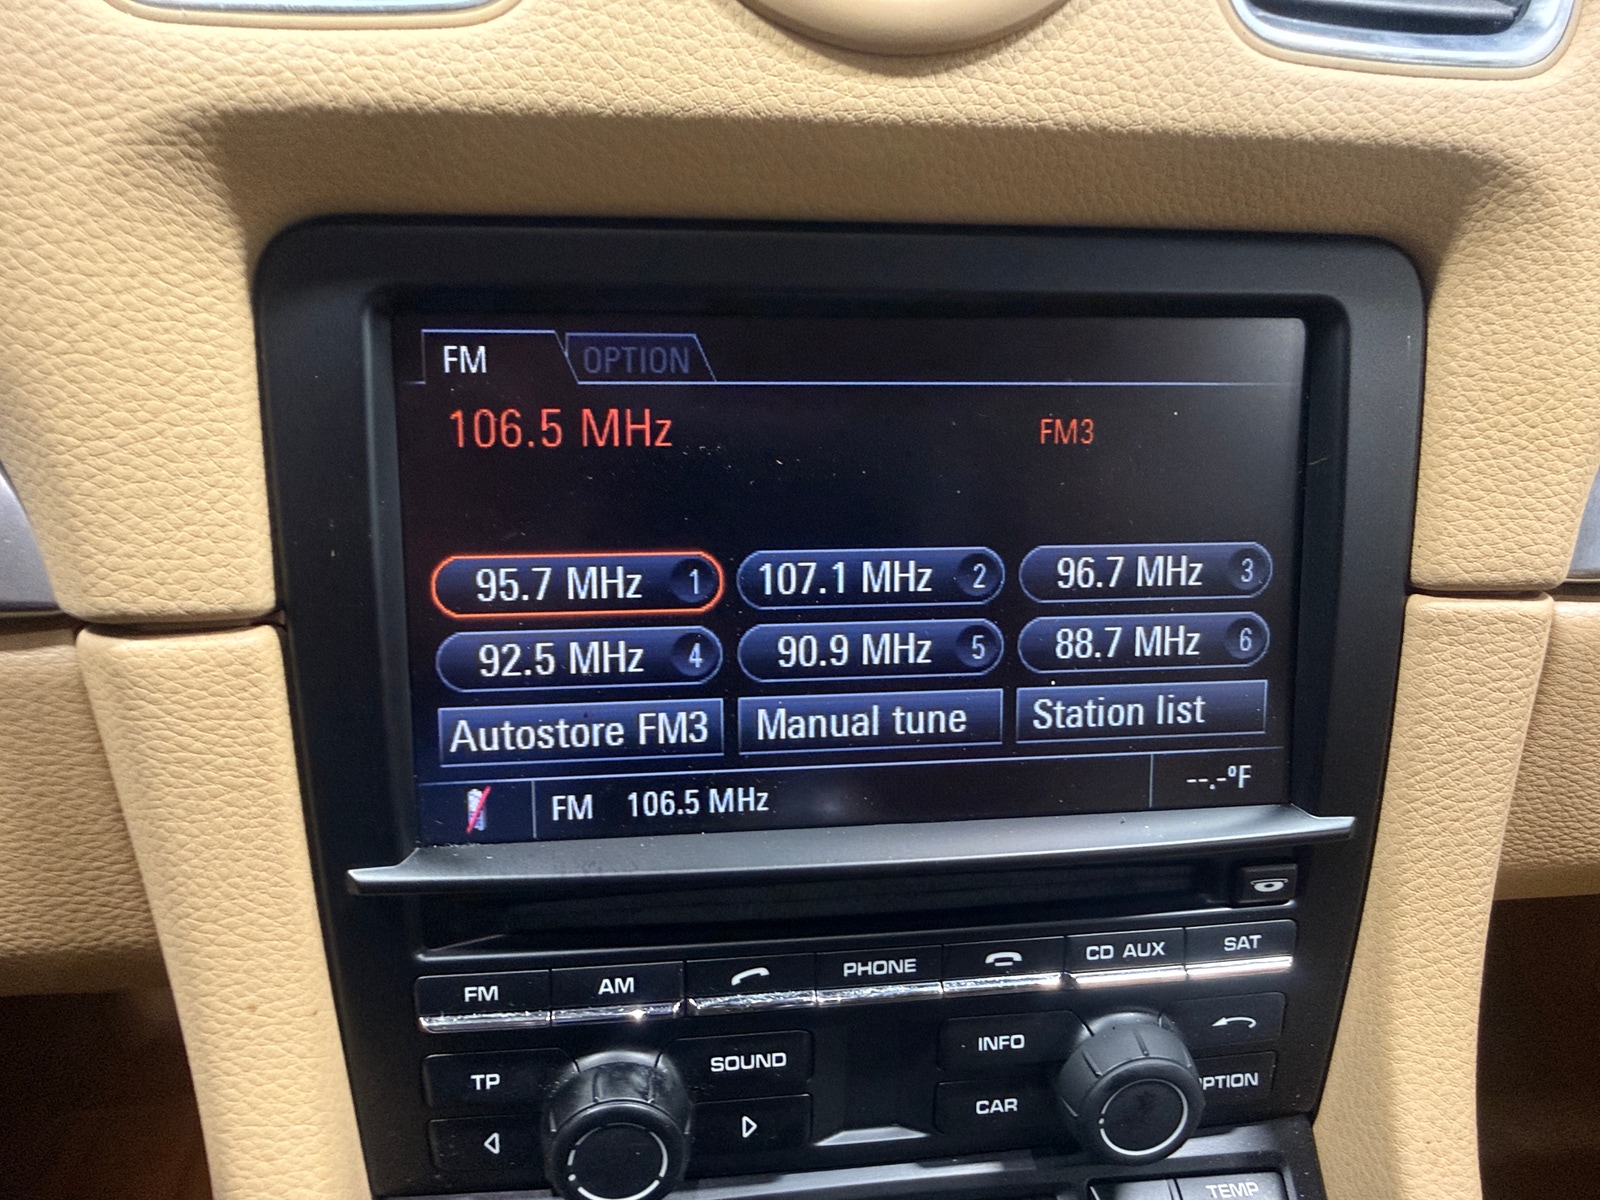 FM OPTION
106.5 MHz FM3
95.7 MHz 1 107.1 MHz 2 96.7 MHz 3
92.5 MHz 4 90.9 MHz 5 88.7 MHz 6
Autostore FM3 Manual tune Station list
FM 106.5 MHz --.-°F
FM AM PHONE CD AUX SAT
TP SOUND INFO PTION
CAR
TEMP